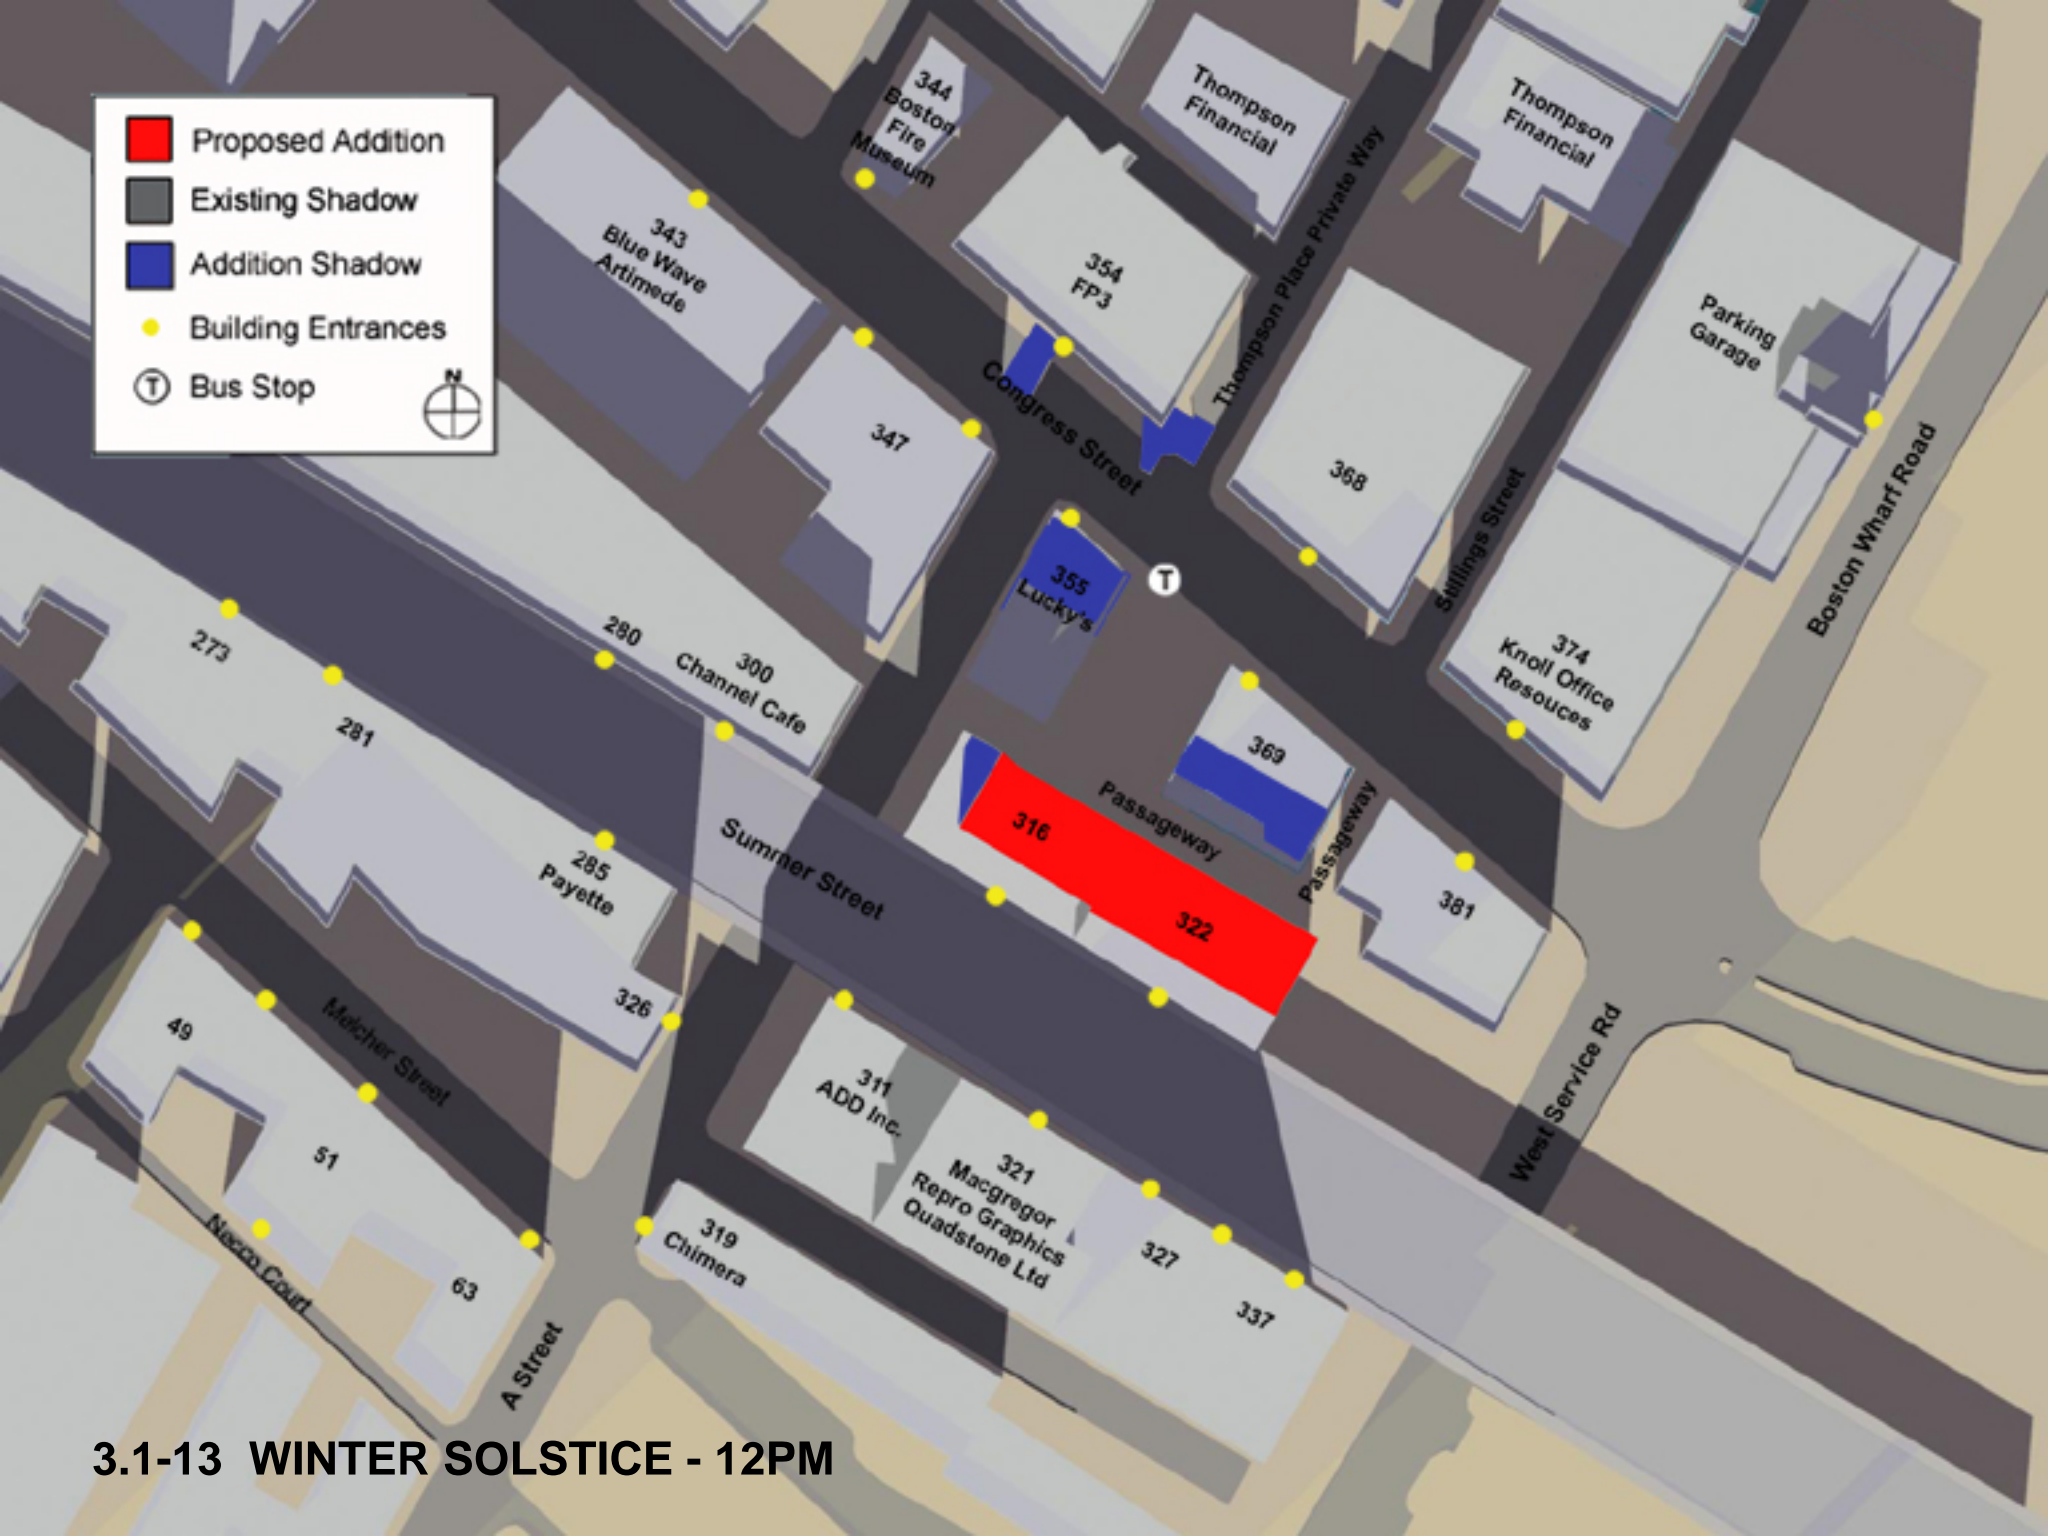 Proposed Addition
Existing Shadow
Addition Shadow
Building Entrances
T Bus Stop
N
344
Boston
Fire
Museum
Thompson
Financial
Thompson
Financial
343
Blue Wave
Artimede
354
FP3
Thompson Place Private Way
Parking
Garage
Congress Street
347
368
Stillings Street
Boston Wharf Road
355
Lucky's
T
280
300
Channel Cafe
273
281
374
Knoll Office
Resouces
369
Passageway
Passageway
316
322
381
Summer Street
285
Payette
326
49
Melcher Street
51
63
Necco Court
A Street
311
ADD Inc.
321
Macgregor
Repro Graphics
Quadstone Ltd
319
Chimera
327
337
West Service Rd
3.1-13 WINTER SOLSTICE - 12PM